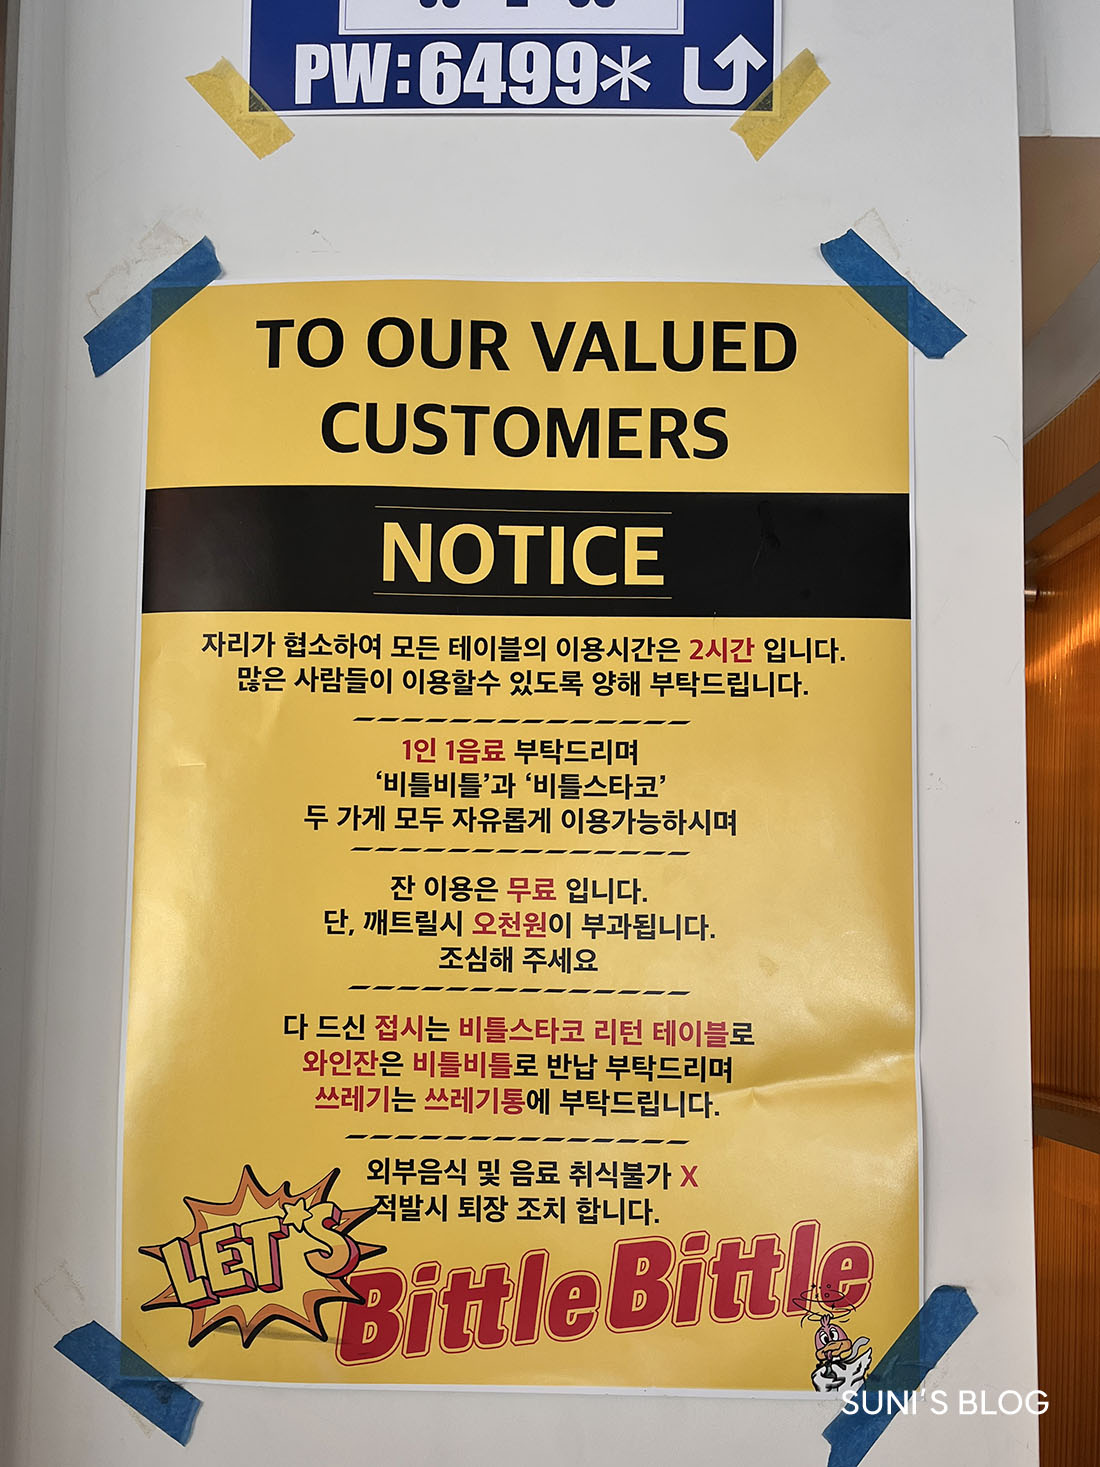 PW:6499*
TO OUR VALUED
CUSTOMERS
NOTICE
자리가 협소하여 모든 테이블의 이용시간은 2시간 입니다.
많은 사람들이 이용할수 있도록 양해 부탁드립니다.
1인 1음료 부탁드리며
‘비틀비틀’과 ‘비틀스타코’
두 가게 모두 자유롭게 이용가능하시며
잔 이용은 무료 입니다.
단, 깨트릴시 오천원이 부과됩니다.
조심해 주세요
다 드신 접시는 비틀스타코 리턴 테이블로
와인잔은 비틀비틀로 반납 부탁드리며
쓰레기는 쓰레기통에 부탁드립니다.
외부음식 및 음료 취식불가 X
적발시 퇴장 조치 합니다.
LET'S
Bittle Bittle
SUNI'S BLOG